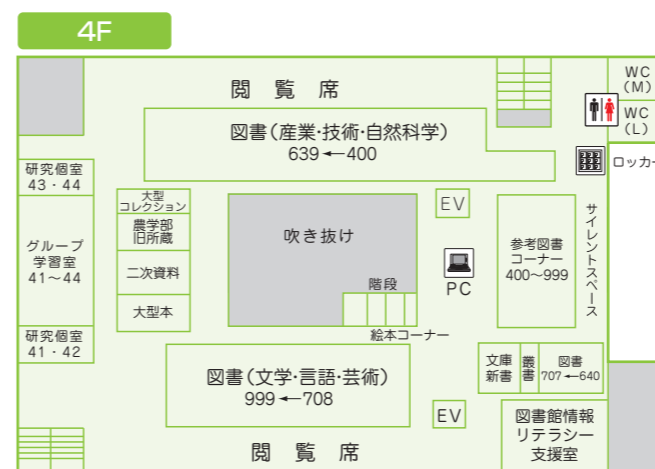 4F
閲覧席
WC
(M)
WC
(L)
図書(産業・技術・自然科学)
639←400
ロッカー
研究個室
43・44
大型
コレクション
農学部
旧所蔵
二次資料
大型本
グループ
学習室
41～44
研究個室
41・42
吹き抜け
階段
EV
PC
参考図書
コーナー
400～999
サイレントスペース
絵本コーナー
図書(文学・言語・芸術)
999←708
文庫
新書
叢書
図書
707←640
EV
図書館情報
リテラシー
支援室
閲覧席